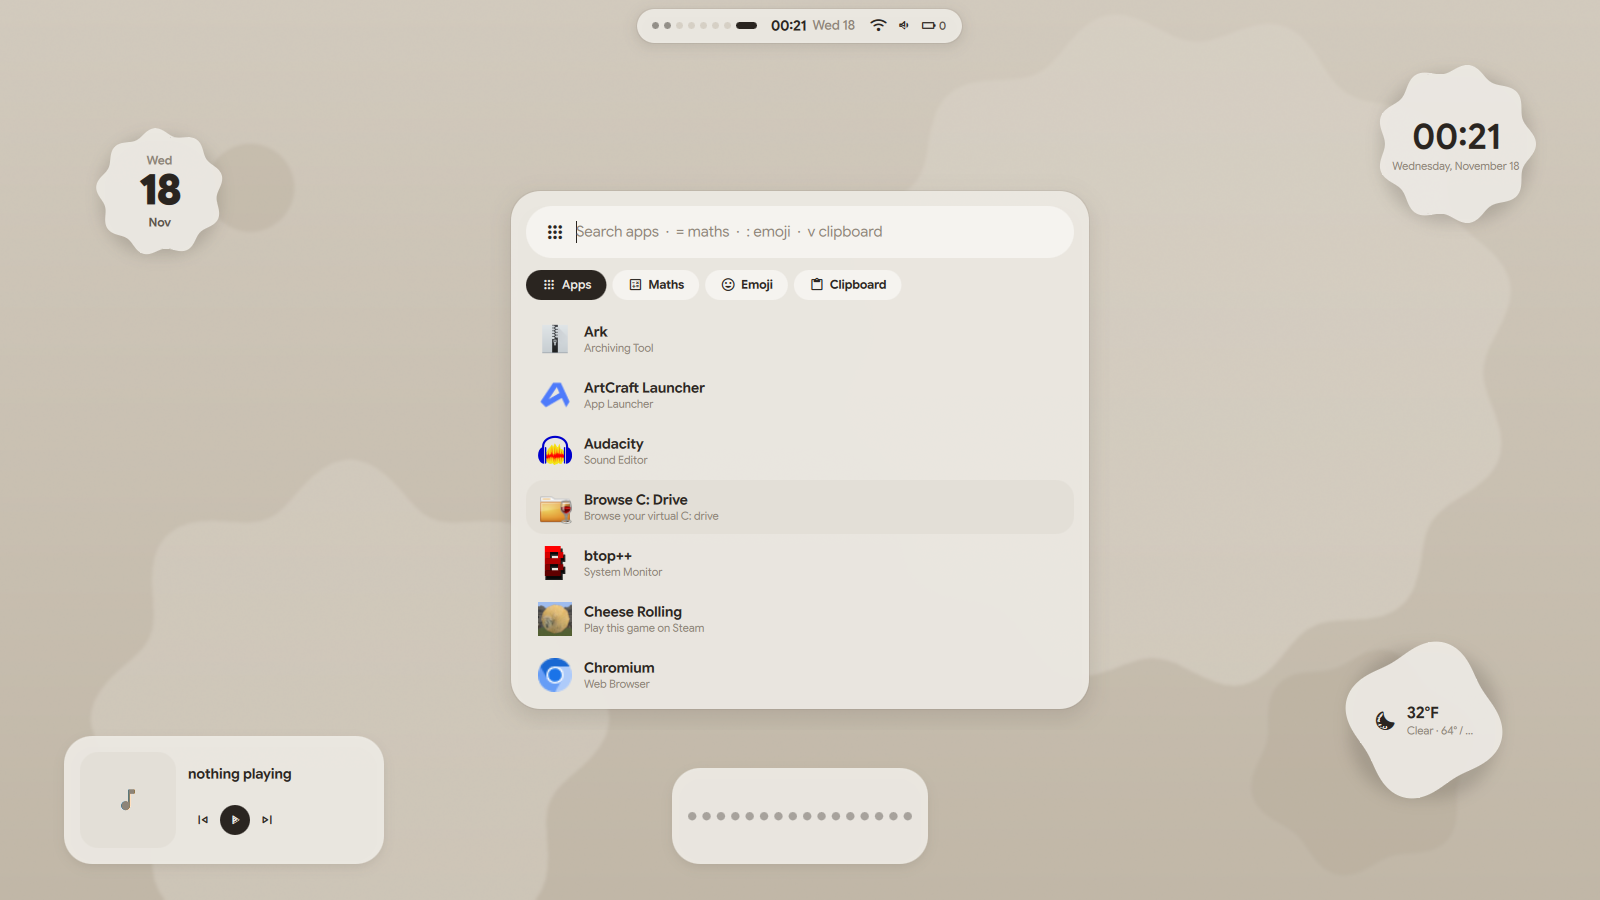 00:21 Wed 18 0
Wed
18
Nov
00:21
Wednesday, November 18
Search apps · = maths · : emoji · v clipboard
Apps Maths Emoji Clipboard
Ark
Archiving Tool
ArtCraft Launcher
App Launcher
Audacity
Sound Editor
Browse C: Drive
Browse your virtual C: drive
btop++
System Monitor
Cheese Rolling
Play this game on Steam
Chromium
Web Browser
nothing playing
32°F
Clear · 64° / ...